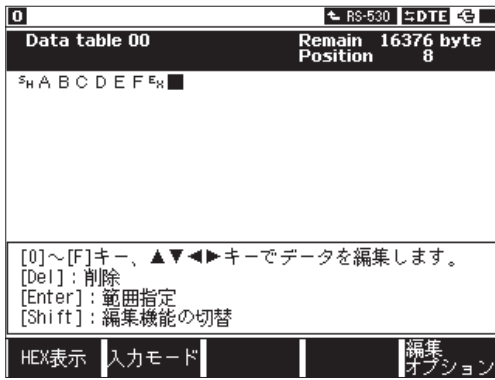 0 RS-530 DTE
Data table 00 Remain 16376 byte
Position 8
SH A B C D E F EX
[0]～[F]キー、▲▼◀▶キーでデータを編集します。
[Del]：削除
[Enter]：範囲指定
[Shift]：編集機能の切替
HEX表示 入力モード 編集
オプション